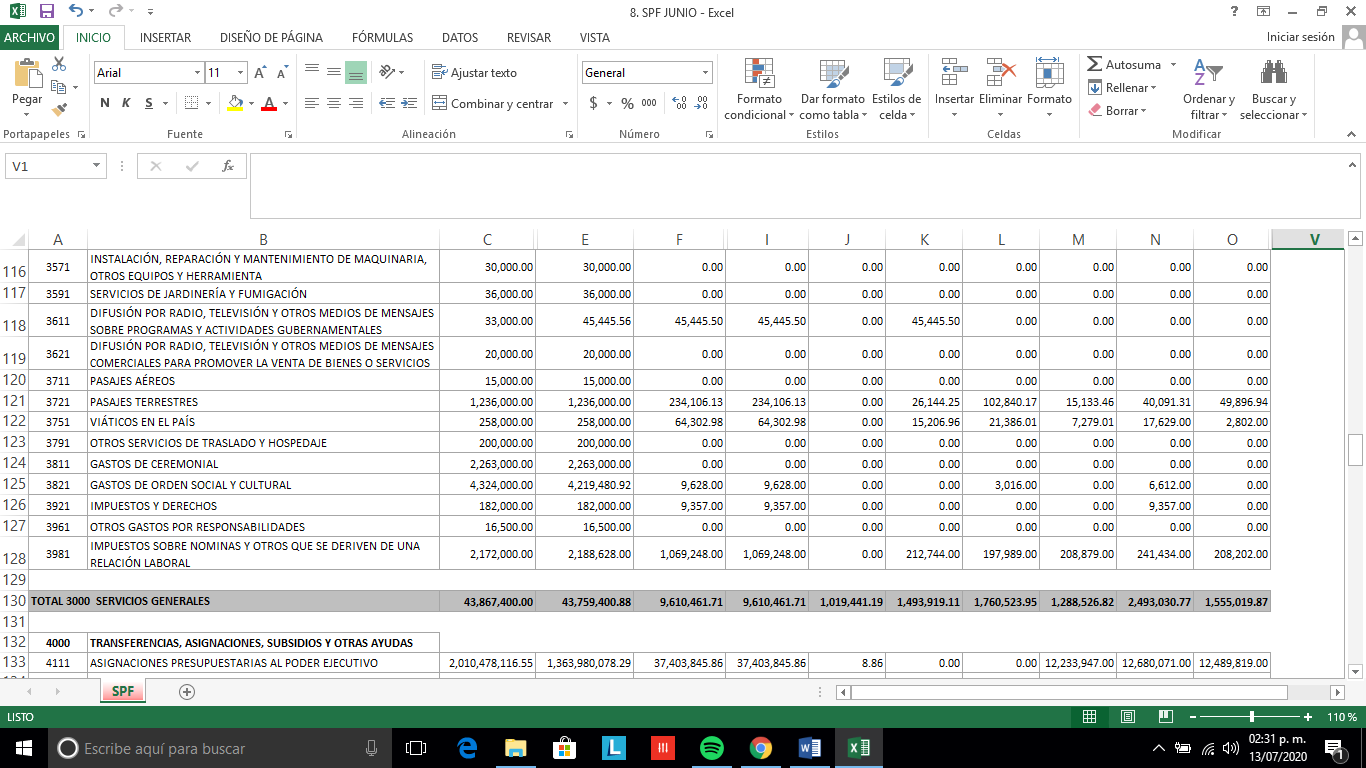 8. SPF JUNIO - Excel
ARCHIVO INICIO INSERTAR DISEÑO DE PÁGINA FÓRMULAS DATOS REVISAR VISTA Iniciar sesión
Pegar
Arial 11
N K S
Ajustar texto
Combinar y centrar
General
$ % 000
Formato condicional
Dar formato como tabla
Estilos de celda
Insertar Eliminar Formato
Autosuma
Rellenar
Borrar
Ordenar y filtrar
Buscar y seleccionar
Portapapeles Fuente Alineación Número Estilos Celdas Modificar
V1 fx
A B C E F I J K L M N O V
116 3571 INSTALACIÓN, REPARACIÓN Y MANTENIMIENTO DE MAQUINARIA, 30,000.00 30,000.00 0.00 0.00 0.00 0.00 0.00 0.00 0.00 0.00
OTROS EQUIPOS Y HERRAMIENTA
117 3591 SERVICIOS DE JARDINERÍA Y FUMIGACIÓN 36,000.00 36,000.00 0.00 0.00 0.00 0.00 0.00 0.00 0.00 0.00
118 3611 DIFUSIÓN POR RADIO, TELEVISIÓN Y OTROS MEDIOS DE MENSAJES 33,000.00 45,445.56 45,445.50 45,445.50 0.00 45,445.50 0.00 0.00 0.00 0.00
SOBRE PROGRAMAS Y ACTIVIDADES GUBERNAMENTALES
119 3621 DIFUSIÓN POR RADIO, TELEVISIÓN Y OTROS MEDIOS DE MENSAJES 20,000.00 20,000.00 0.00 0.00 0.00 0.00 0.00 0.00 0.00 0.00
COMERCIALES PARA PROMOVER LA VENTA DE BIENES O SERVICIOS
120 3711 PASAJES AÉREOS 15,000.00 15,000.00 0.00 0.00 0.00 0.00 0.00 0.00 0.00 0.00
121 3721 PASAJES TERRESTRES 1,236,000.00 1,236,000.00 234,106.13 234,106.13 0.00 26,144.25 102,840.17 15,133.46 40,091.31 49,896.94
122 3751 VIÁTICOS EN EL PAÍS 258,000.00 258,000.00 64,302.98 64,302.98 0.00 15,206.96 21,386.01 7,279.01 17,629.00 2,802.00
123 3791 OTROS SERVICIOS DE TRASLADO Y HOSPEDAJE 200,000.00 200,000.00 0.00 0.00 0.00 0.00 0.00 0.00 0.00 0.00
124 3811 GASTOS DE CEREMONIAL 2,263,000.00 2,263,000.00 0.00 0.00 0.00 0.00 0.00 0.00 0.00 0.00
125 3821 GASTOS DE ORDEN SOCIAL Y CULTURAL 4,324,000.00 4,219,480.92 9,628.00 9,628.00 0.00 0.00 3,016.00 0.00 6,612.00 0.00
126 3921 IMPUESTOS Y DERECHOS 182,000.00 182,000.00 9,357.00 9,357.00 0.00 0.00 0.00 0.00 9,357.00 0.00
127 3961 OTROS GASTOS POR RESPONSABILIDADES 16,500.00 16,500.00 0.00 0.00 0.00 0.00 0.00 0.00 0.00 0.00
128 3981 IMPUESTOS SOBRE NOMINAS Y OTROS QUE SE DERIVEN DE UNA 2,172,000.00 2,188,628.00 1,069,248.00 1,069,248.00 0.00 212,744.00 197,989.00 208,879.00 241,434.00 208,202.00
RELACIÓN LABORAL
129
130 TOTAL 3000 SERVICIOS GENERALES 43,867,400.00 43,759,400.88 9,610,461.71 9,610,461.71 1,019,441.19 1,493,919.11 1,760,523.95 1,288,526.82 2,493,030.77 1,555,019.87
131
132 4000 TRANSFERENCIAS, ASIGNACIONES, SUBSIDIOS Y OTRAS AYUDAS
133 4111 ASIGNACIONES PRESUPUESTARIAS AL PODER EJECUTIVO 2,010,478,116.55 1,363,980,078.29 37,403,845.86 37,403,845.86 8.86 0.00 0.00 12,233,947.00 12,680,071.00 12,489,819.00
SPF
LISTO 110 %
Escribe aquí para buscar
02:31 p. m.
13/07/2020
1